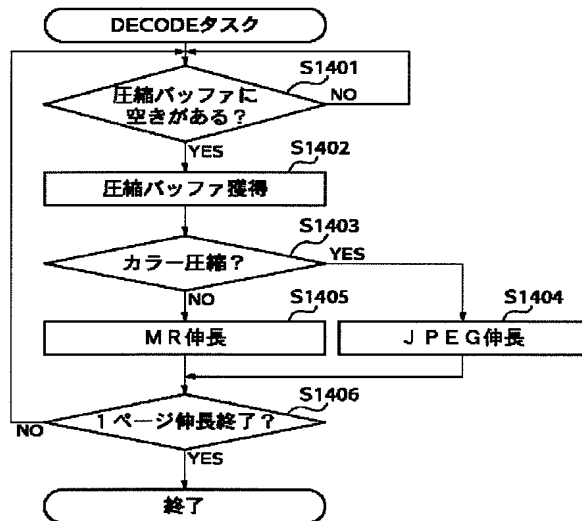 DECODEタスク
S1401
圧縮バッファに
空きがある?
NO
YES
S1402
圧縮バッファ獲得
S1403
カラー圧縮?
YES
NO
S1405
S1404
MR伸長
JPEG伸長
S1406
1ページ伸長終了?
NO
YES
終了